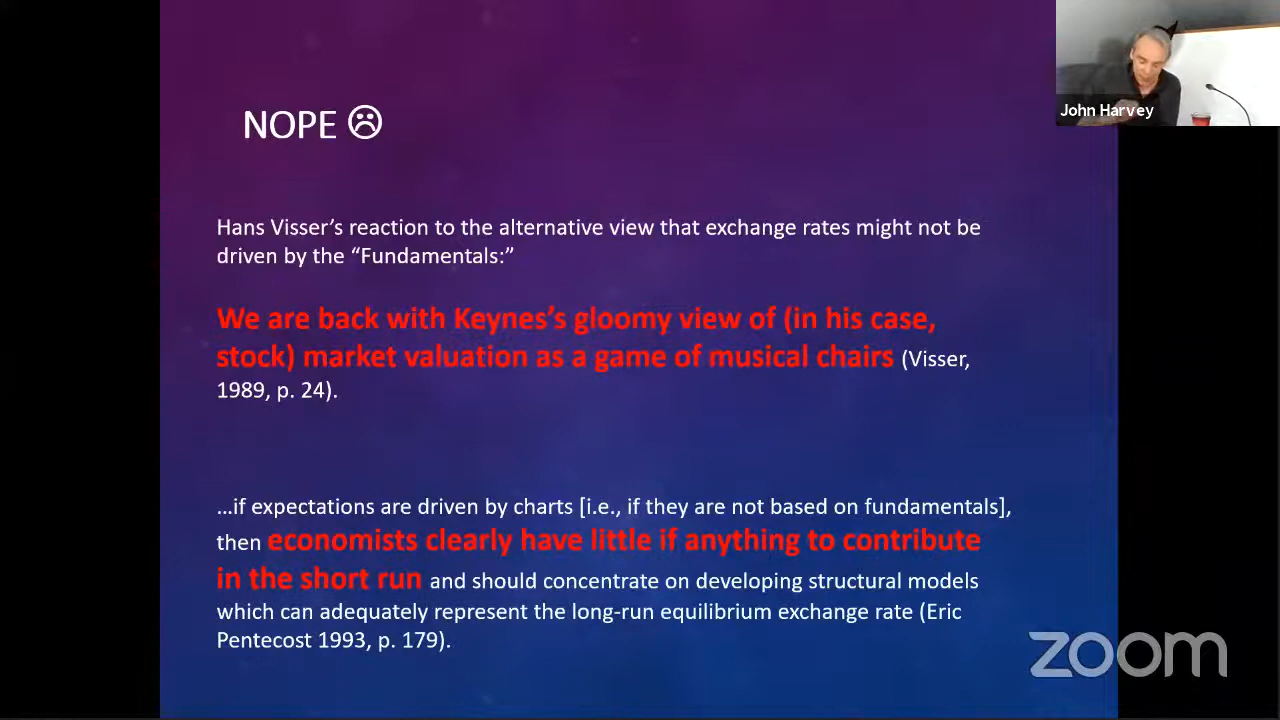 NOPE ☹
John Harvey
Hans Visser’s reaction to the alternative view that exchange rates might not be
driven by the “Fundamentals:”
We are back with Keynes’s gloomy view of (in his case,
stock) market valuation as a game of musical chairs (Visser,
1989, p. 24).
…if expectations are driven by charts [i.e., if they are not based on fundamentals],
then economists clearly have little if anything to contribute
in the short run and should concentrate on developing structural models
which can adequately represent the long-run equilibrium exchange rate (Eric
Pentecost 1993, p. 179).
zoom